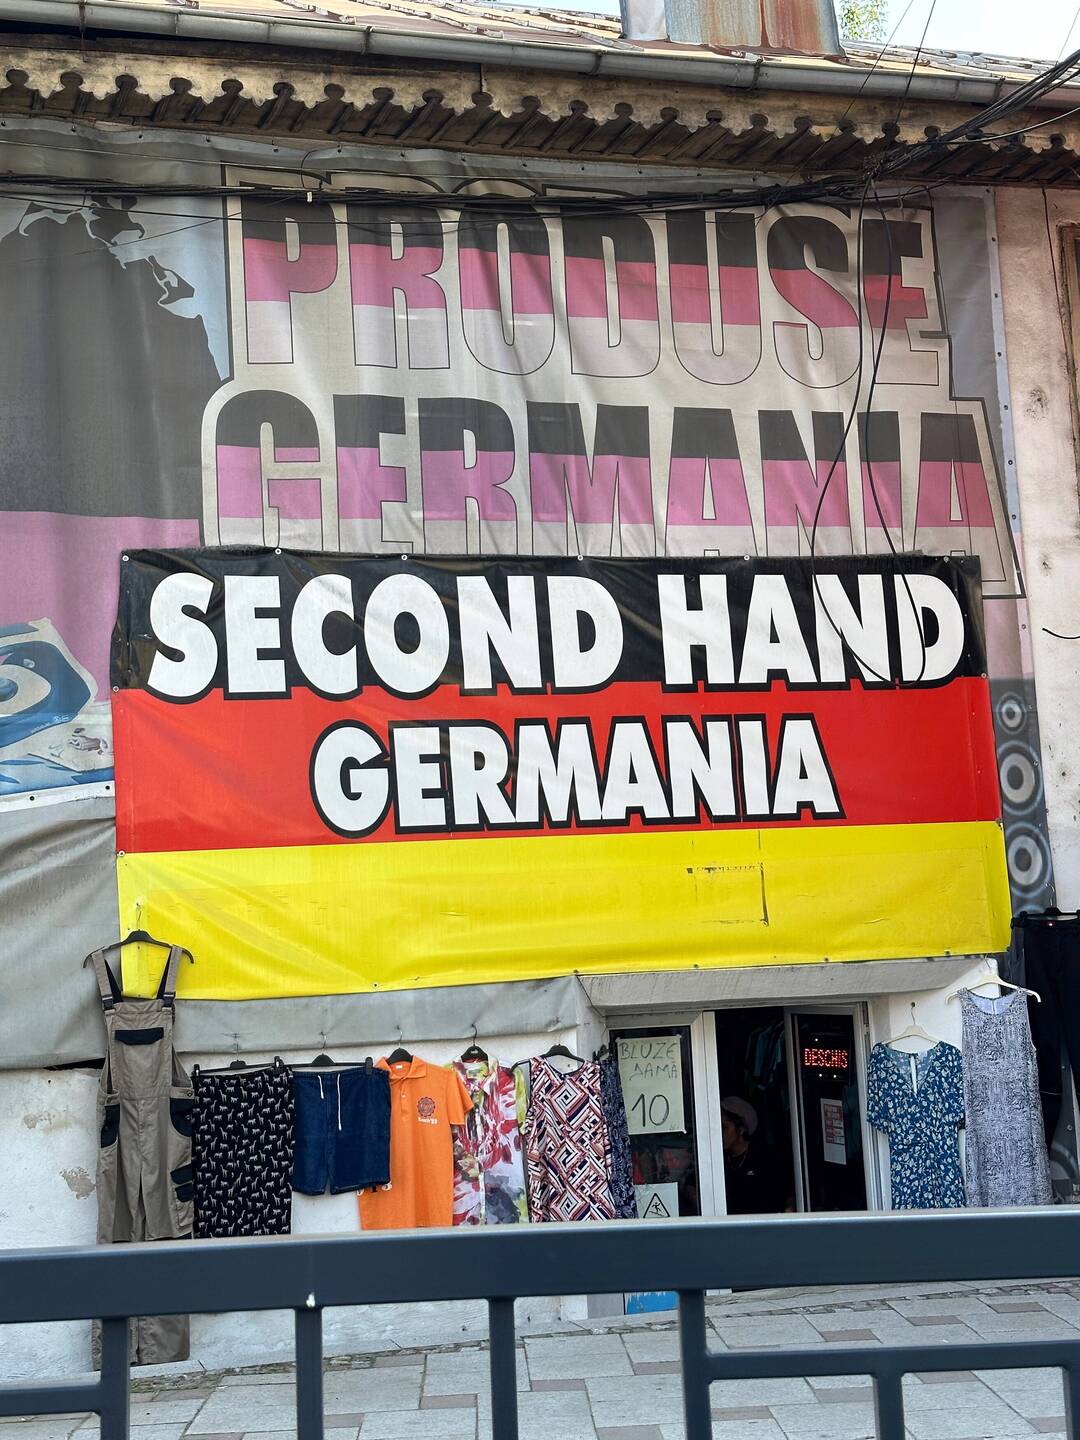 PRODUSE
GERMANIA
SECOND HAND
GERMANIA
DESCHIS
BLUZE
DAMA
10